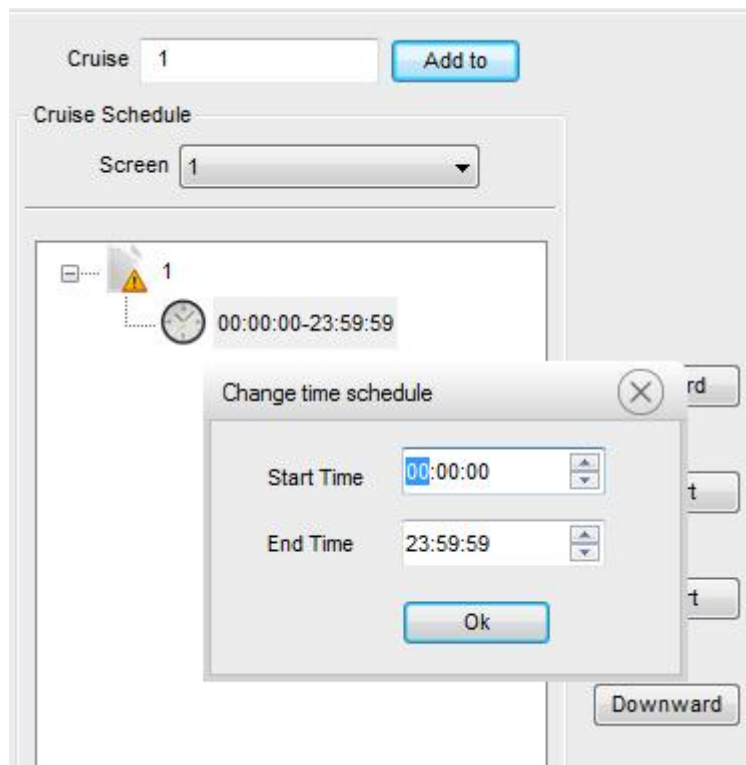 Cruise 1 Add to
Cruise Schedule
Screen 1
1
00:00:00-23:59:59
Change time schedule
Start Time 00:00:00
End Time 23:59:59
Ok
Downward